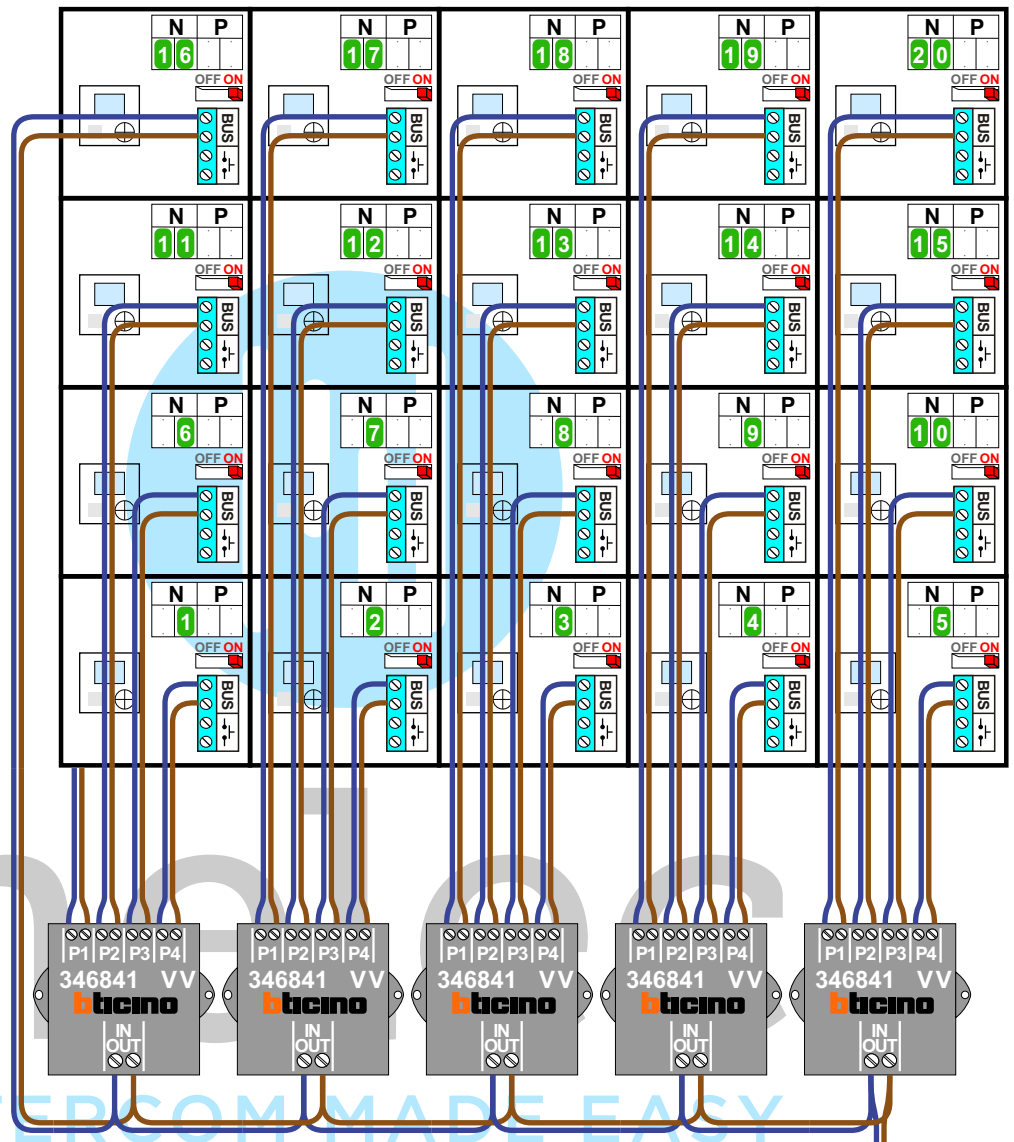 N P N P N P N P N P
16 17 18 19 20
OFF ON OFF ON OFF ON OFF ON OFF ON
BUS BUS BUS BUS BUS
N P N P N P N P N P
11 12 13 14 15
OFF ON OFF ON OFF ON OFF ON OFF ON
BUS BUS BUS BUS BUS
N P N P N P N P N P
6 7 8 9 10
OFF ON OFF ON OFF ON OFF ON OFF ON
BUS BUS BUS BUS BUS
N P N P N P N P N P
1 2 3 4 5
OFF ON OFF ON OFF ON OFF ON OFF ON
BUS BUS BUS BUS BUS
P1 P2 P3 P4 P1 P2 P3 P4 P1 P2 P3 P4 P1 P2 P3 P4 P1 P2 P3 P4
346841 VV 346841 VV 346841 VV 346841 VV 346841 VV
bticino bticino bticino bticino bticino
IN IN IN IN IN
OUT OUT OUT OUT OUT
TERCOM MADE EASY